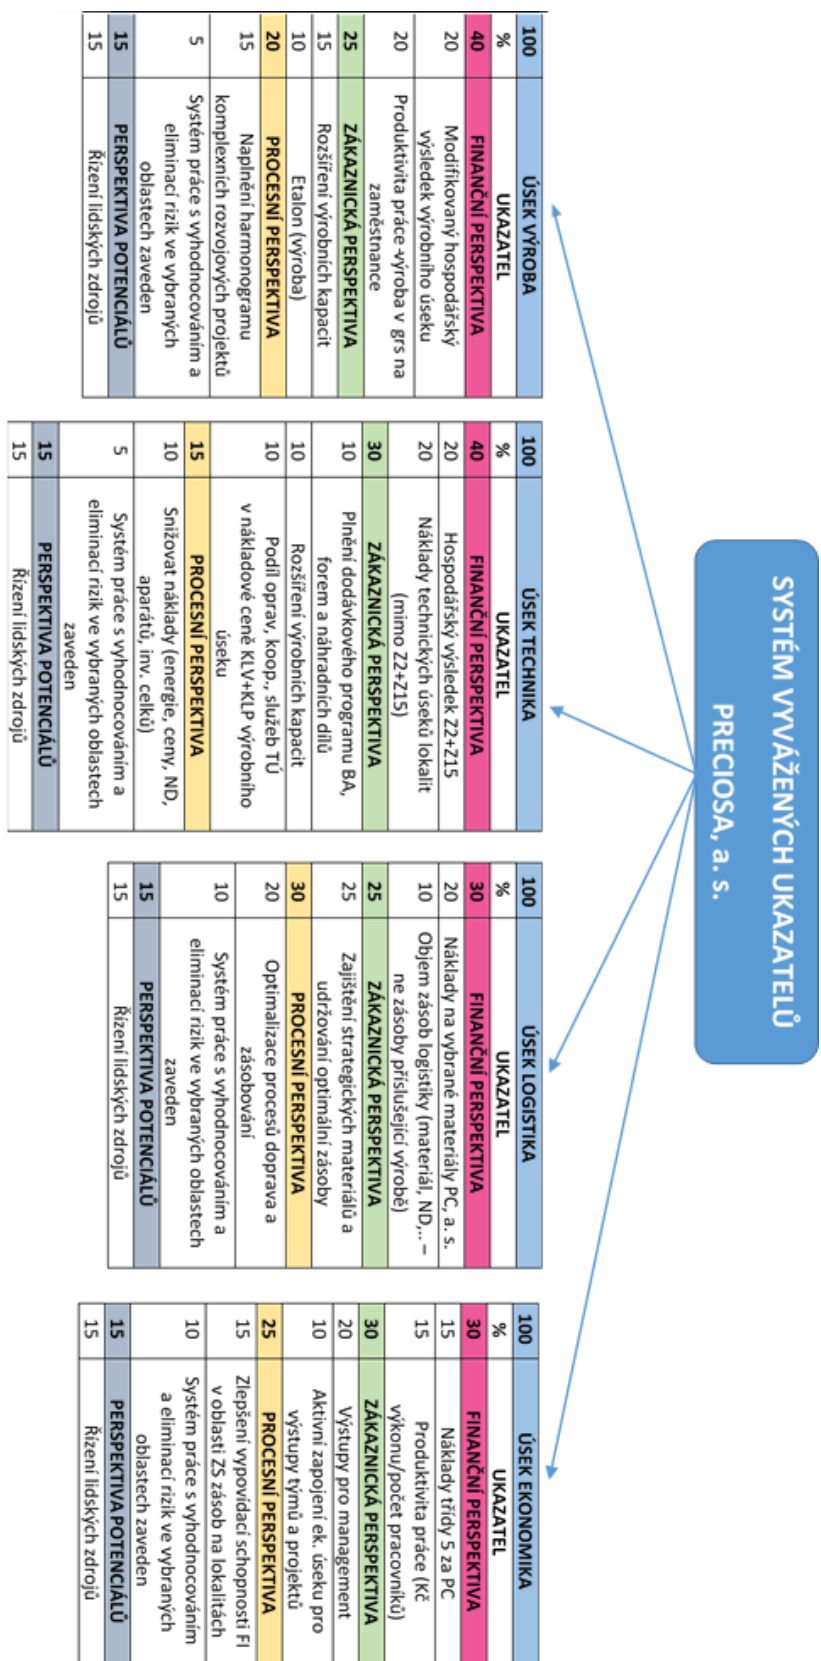 SYSTÉM VYVÁŽENÝCH UKAZATELŮ
PRECIOSA, a. s.
100 ÚSEK VÝROBA
% UKAZATEL
40 FINANČNÍ PERSPEKTIVA
20 Modifikovaný hospodářský
výsledek výrobního úseku
20 Produktivita práce -výroba v grs na
zaměstnance
25 ZÁKAZNICKÁ PERSPEKTIVA
15 Rozšíření výrobních kapacit
10 Etalon (výroba)
20 PROCESNÍ PERSPEKTIVA
15 Naplnění harmonogramu
komplexních rozvojových projektů
5 Systém práce s vyhodnocováním a
eliminací rizik ve vybraných
oblastech zaveden
15 PERSPEKTIVA POTENCIÁLŮ
15 Řízení lidských zdrojů
100 ÚSEK TECHNIKA
% UKAZATEL
40 FINANČNÍ PERSPEKTIVA
20 Hospodářský výsledek Z2+Z15
20 Náklady technických úseků lokalit
(mimo Z2+Z15)
30 ZÁKAZNICKÁ PERSPEKTIVA
10 Plnění dodávkového programu BA,
forem a náhradních dílů
10 Rozšíření výrobních kapacit
10 Podíl oprav, koop., služeb TÚ
v nákladové ceně KLV+KLP výrobního
úseku
15 PROCESNÍ PERSPEKTIVA
10 Snižovat náklady (energie, ceny, ND,
aparátů, inv. celků)
5 Systém práce s vyhodnocováním a
eliminací rizik ve vybraných oblastech
zaveden
15 PERSPEKTIVA POTENCIÁLŮ
15 Řízení lidských zdrojů
100 ÚSEK LOGISTIKA
% UKAZATEL
30 FINANČNÍ PERSPEKTIVA
20 Náklady na vybrané materiály PC, a. s.
10 Objem zásob logistiky (materiál, ND,.. –
ne zásoby příslušející výrobě)
25 ZÁKAZNICKÁ PERSPEKTIVA
25 Zajištění strategických materiálů a
udržování optimální zásoby
30 PROCESNÍ PERSPEKTIVA
20 Optimalizace procesů doprava a
zásobování
10 Systém práce s vyhodnocováním a
eliminací rizik ve vybraných oblastech
zaveden
15 PERSPEKTIVA POTENCIÁLŮ
15 Řízení lidských zdrojů
100 ÚSEK EKONOMIKA
% UKAZATEL
30 FINANČNÍ PERSPEKTIVA
15 Náklady třídy 5 za PC
15 Produktivita práce (Kč
výkonu/počet pracovníků)
30 ZÁKAZNICKÁ PERSPEKTIVA
20 Výstupy pro management
10 Aktivní zapojení ek. úseku pro
výstupy týmů a projektů
25 PROCESNÍ PERSPEKTIVA
15 Zlepšení vypovídací schopnosti FI
v oblasti ZS zásob na lokalitách
10 Systém práce s vyhodnocováním
a eliminací rizik ve vybraných
oblastech zaveden
15 PERSPEKTIVA POTENCIÁLŮ
15 Řízení lidských zdrojů